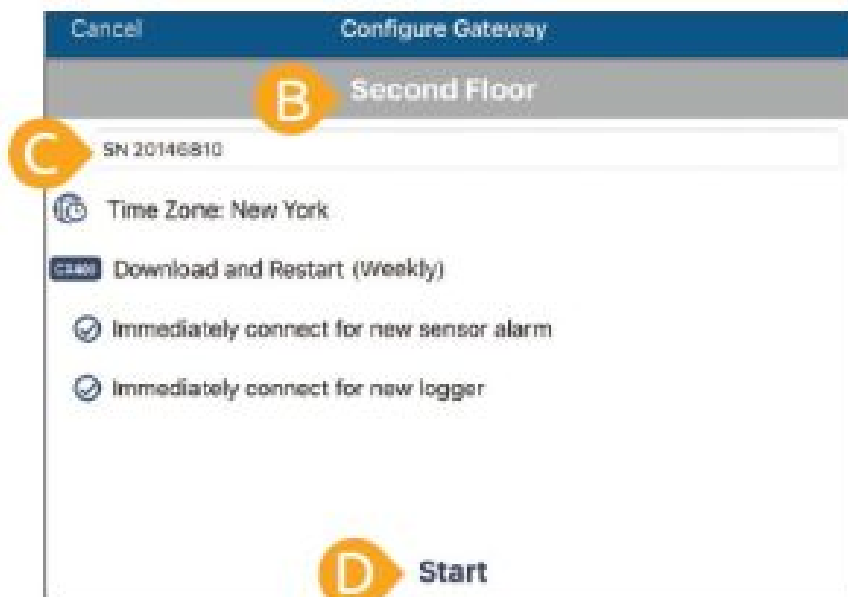 Cancel Configure Gateway
B Second Floor
C SN 20146810
Time Zone: New York
CX400 Download and Restart (Weekly)
Immediately connect for new sensor alarm
Immediately connect for new logger
D Start